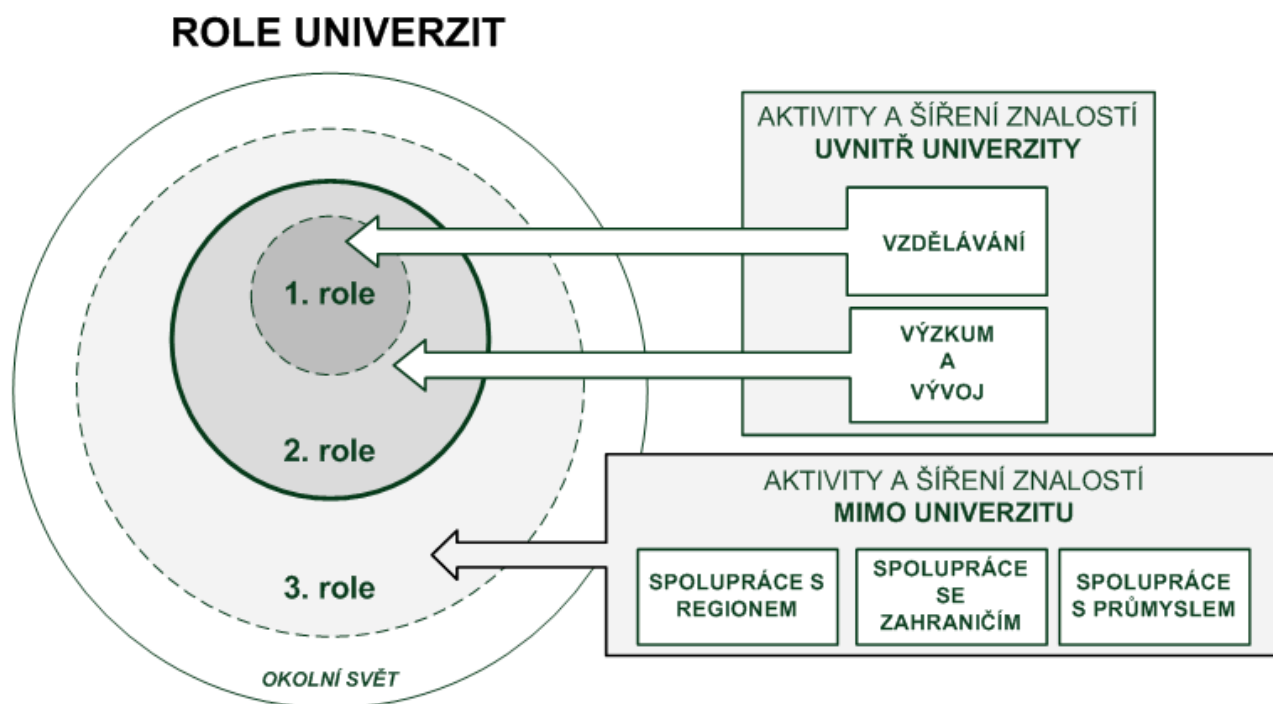 ROLE UNIVERZIT
1. role
2. role
3. role
OKOLNÍ SVĚT
AKTIVITY A ŠÍŘENÍ ZNALOSTÍ
UVNITŘ UNIVERZITY
VZDĚLÁVÁNÍ
VÝZKUM
A
VÝVOJ
AKTIVITY A ŠÍŘENÍ ZNALOSTÍ
MIMO UNIVERZITU
SPOLUPRÁCE S
REGIONEM
SPOLUPRÁCE
SE
ZAHRANIČÍM
SPOLUPRÁCE
S PRŮMYSLEM